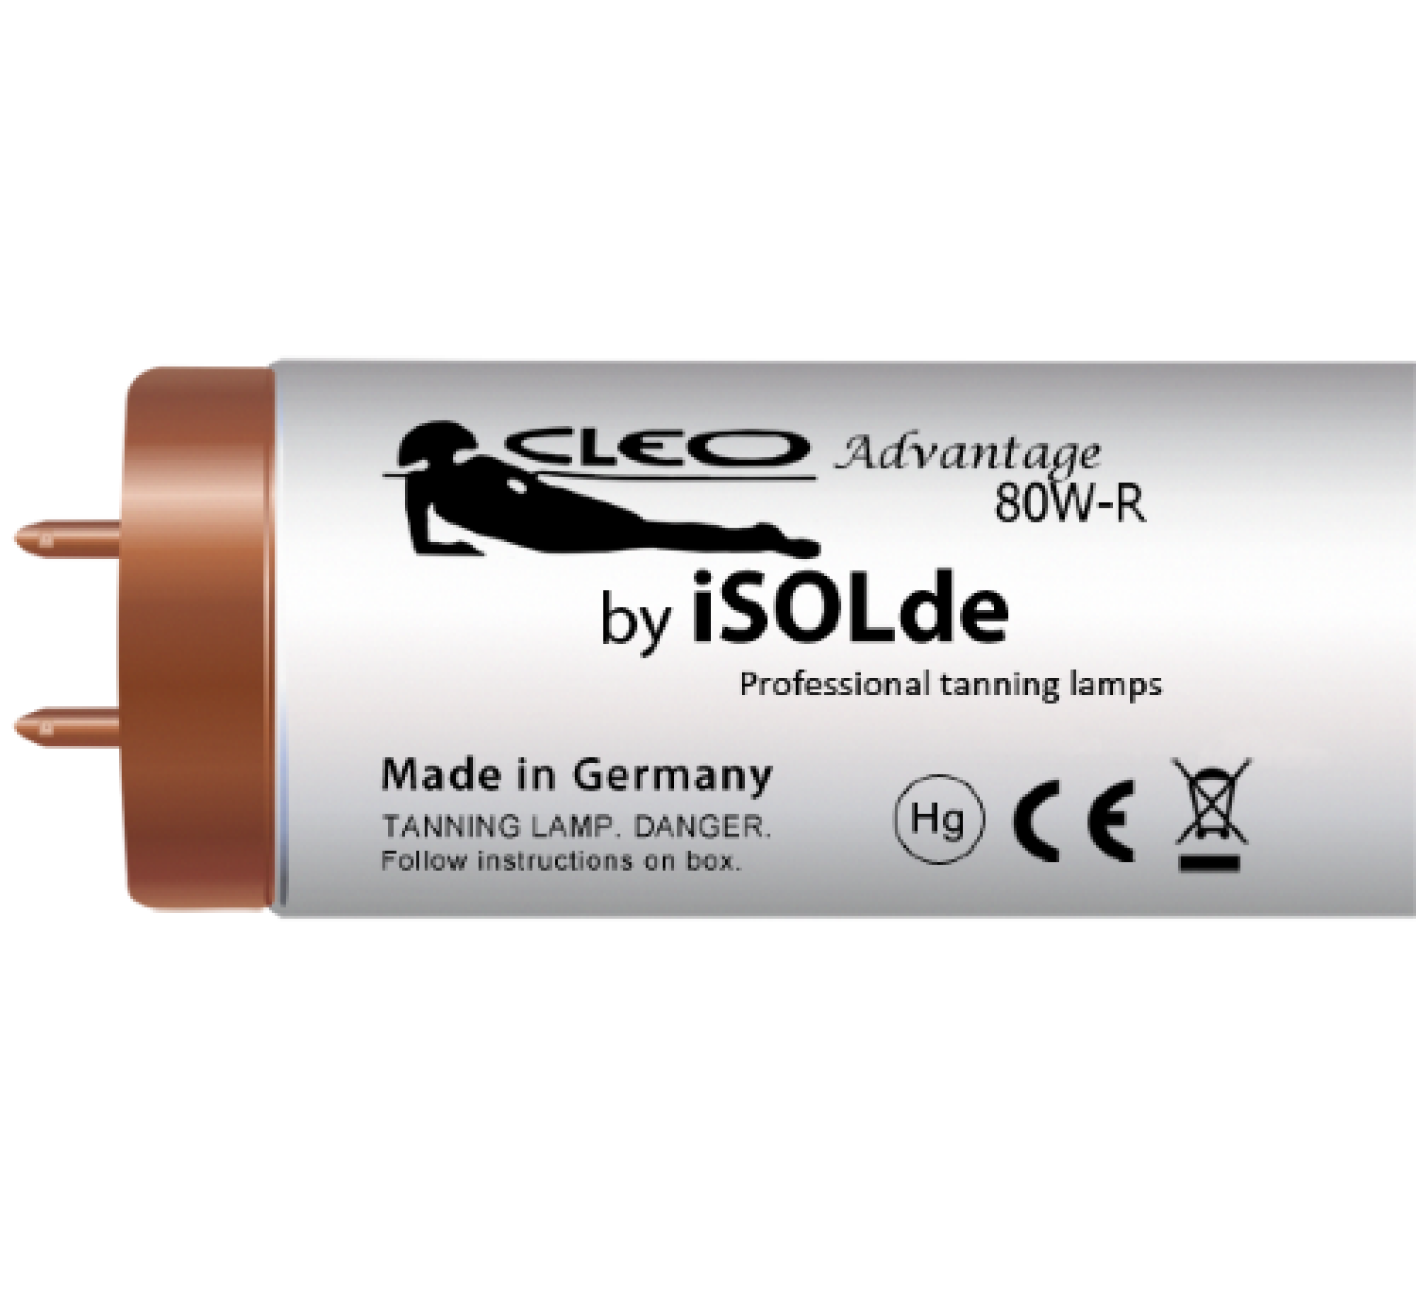 CLEO Advantage
80W-R
by iSOLde
Professional tanning lamps
Made in Germany
TANNING LAMP. DANGER.
Follow instructions on box.
Hg CE